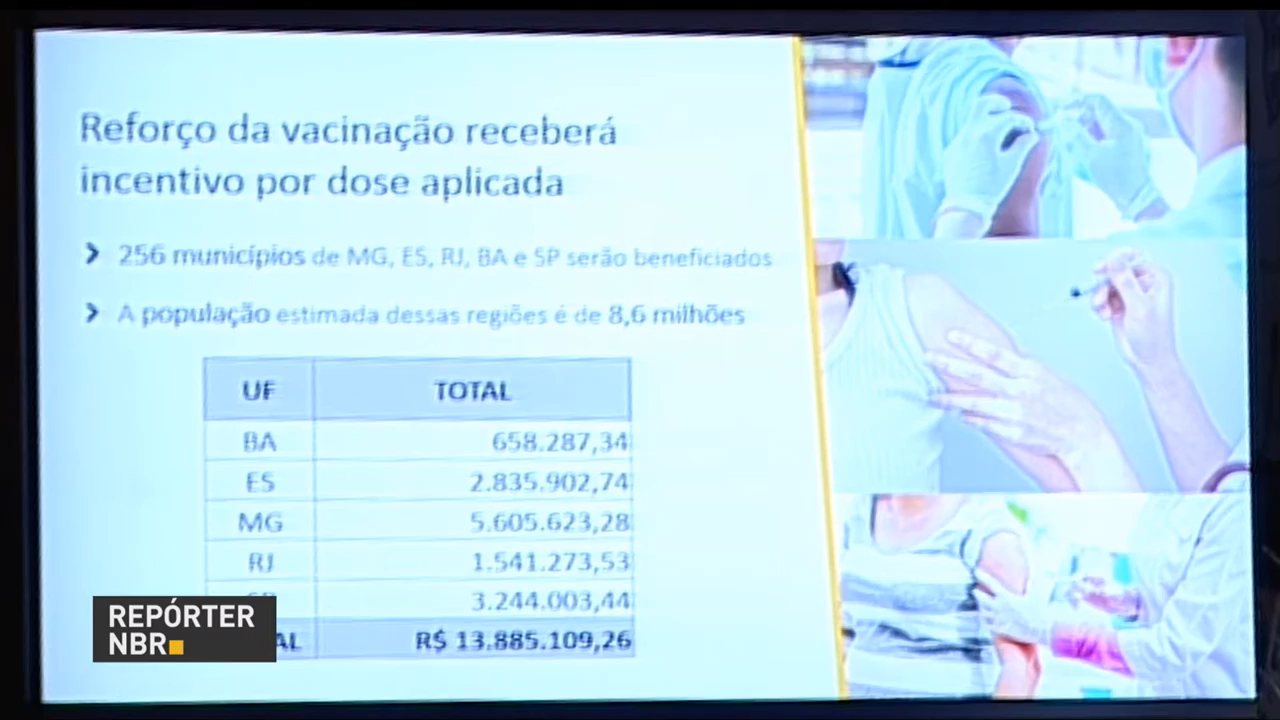 Reforço da vacinação receberá
incentivo por dose aplicada
256 municípios de MG, ES, RJ, BA e SP serão beneficiados
A população estimada dessas regiões é de 8,6 milhões
UF TOTAL
BA 658.287,34
ES 2.835.902,74
MG 5.605.623,28
RJ 1.541.273,53
3.244.003,44
AL R$ 13.885.109,26
REPÓRTER
NBR